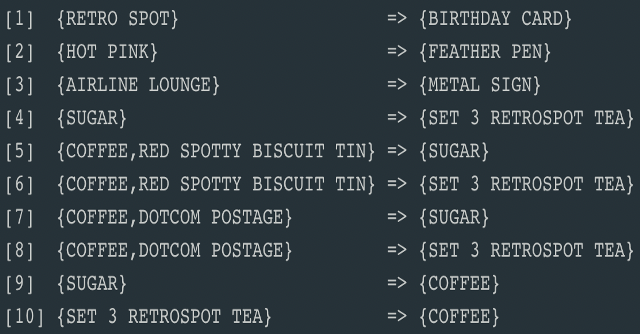 [1] {RETRO SPOT} => {BIRTHDAY CARD}
[2] {HOT PINK} => {FEATHER PEN}
[3] {AIRLINE LOUNGE} => {METAL SIGN}
[4] {SUGAR} => {SET 3 RETROSPOT TEA}
[5] {COFFEE,RED SPOTTY BISCUIT TIN} => {SUGAR}
[6] {COFFEE,RED SPOTTY BISCUIT TIN} => {SET 3 RETROSPOT TEA}
[7] {COFFEE,DOTCOM POSTAGE} => {SUGAR}
[8] {COFFEE,DOTCOM POSTAGE} => {SET 3 RETROSPOT TEA}
[9] {SUGAR} => {COFFEE}
[10] {SET 3 RETROSPOT TEA} => {COFFEE}